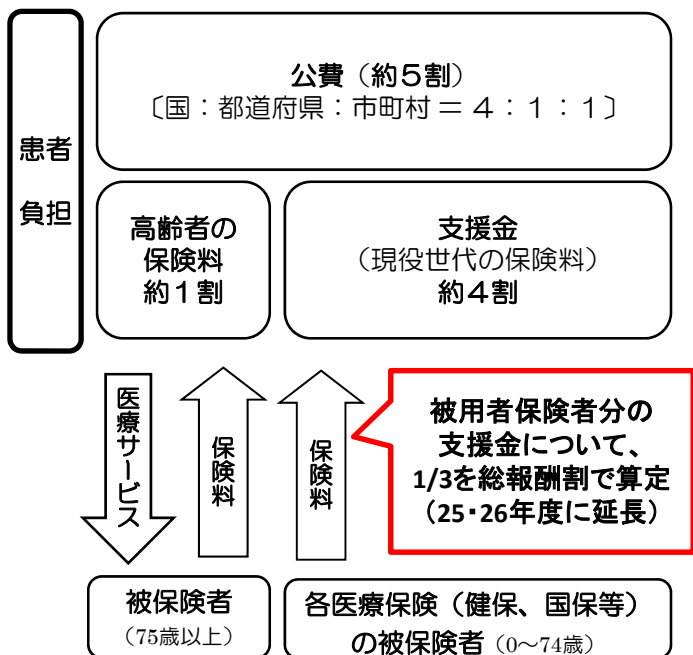 患者
負担
公費（約５割）
〔国：都道府県：市町村＝４：１：１〕
高齢者の
保険料
約１割
支援金
（現役世代の保険料）
約４割
医療サービス
保険料
保険料
被用者保険者分の
支援金について、
1/3を総報酬割で算定
（25・26年度に延長）
被保険者
（75歳以上）
各医療保険（健保、国保等）
の被保険者（0～74歳）